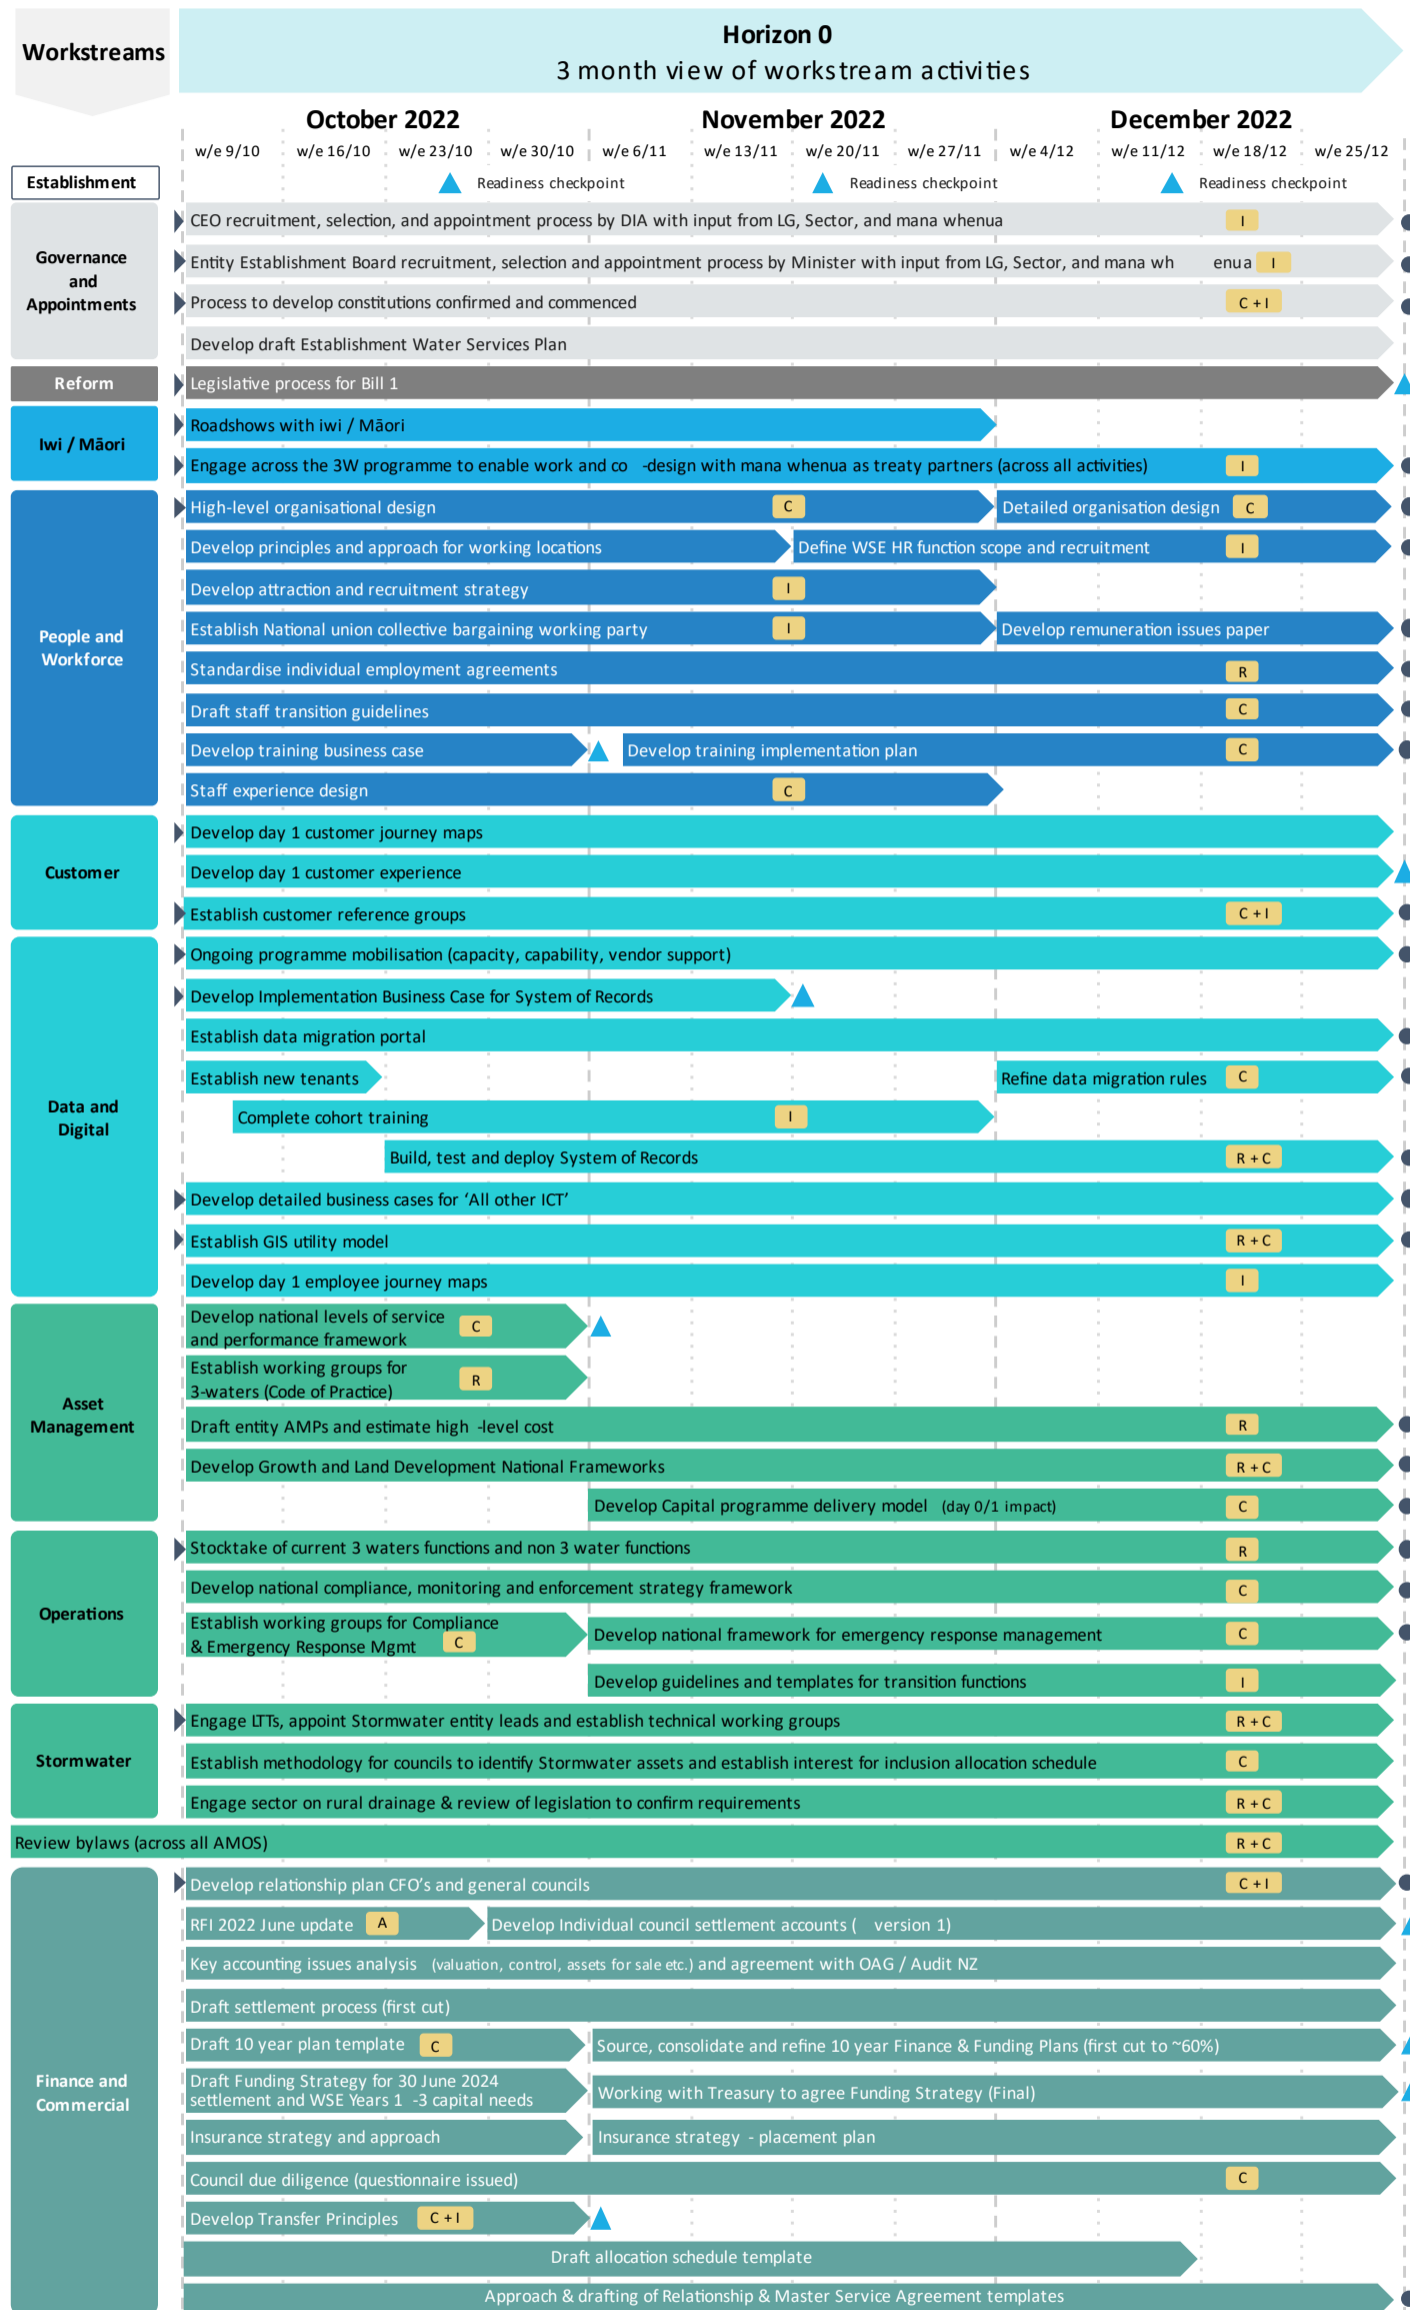 Workstreams
Horizon 0
3 month view of workstream activities
October 2022
November 2022
December 2022
w/e 9/10
w/e 16/10
w/e 23/10
w/e 30/10
w/e 6/11
w/e 13/11
w/e 20/11
w/e 27/11
w/e 4/12
w/e 11/12
w/e 18/12
w/e 25/12
Establishment
Readiness checkpoint
Readiness checkpoint
Readiness checkpoint
Governance
and
Appointments
CEO recruitment, selection, and appointment process by DIA with input from LG, Sector, and mana whenua
I
Entity Establishment Board recruitment, selection and appointment process by Minister with input from LG, Sector, and mana wh enua
I
Process to develop constitutions confirmed and commenced
C + I
Develop draft Establishment Water Services Plan
Reform
Legislative process for Bill 1
Iwi / Māori
Roadshows with iwi / Māori
Engage across the 3W programme to enable work and co -design with mana whenua as treaty partners (across all activities)
I
People and
Workforce
High-level organisational design
C
Detailed organisation design
C
Develop principles and approach for working locations
Define WSE HR function scope and recruitment
I
Develop attraction and recruitment strategy
I
Establish National union collective bargaining working party
I
Develop remuneration issues paper
Standardise individual employment agreements
R
Draft staff transition guidelines
C
Develop training business case
Develop training implementation plan
C
Staff experience design
C
Customer
Develop day 1 customer journey maps
Develop day 1 customer experience
Establish customer reference groups
C + I
Data and
Digital
Ongoing programme mobilisation (capacity, capability, vendor support)
Develop Implementation Business Case for System of Records
Establish data migration portal
Establish new tenants
Refine data migration rules
C
Complete cohort training
I
Build, test and deploy System of Records
R + C
Develop detailed business cases for ‘All other ICT’
Establish GIS utility model
R + C
Develop day 1 employee journey maps
I
Asset
Management
Develop national levels of service
and performance framework
C
Establish working groups for
3-waters (Code of Practice)
R
Draft entity AMPs and estimate high -level cost
R
Develop Growth and Land Development National Frameworks
R + C
Develop Capital programme delivery model (day 0/1 impact)
C
Operations
Stocktake of current 3 waters functions and non 3 water functions
R
Develop national compliance, monitoring and enforcement strategy framework
C
Establish working groups for Compliance
& Emergency Response Mgmt
C
Develop national framework for emergency response management
C
Develop guidelines and templates for transition functions
I
Stormwater
Engage LTTs, appoint Stormwater entity leads and establish technical working groups
R + C
Establish methodology for councils to identify Stormwater assets and establish interest for inclusion allocation schedule
C
Engage sector on rural drainage & review of legislation to confirm requirements
R + C
Review bylaws (across all AMOS)
R + C
Finance and
Commercial
Develop relationship plan CFO’s and general councils
C + I
RFI 2022 June update
A
Develop Individual council settlement accounts ( version 1)
Key accounting issues analysis (valuation, control, assets for sale etc.) and agreement with OAG / Audit NZ
Draft settlement process (first cut)
Draft 10 year plan template
C
Source, consolidate and refine 10 year Finance & Funding Plans (first cut to ~60%)
Draft Funding Strategy for 30 June 2024
settlement and WSE Years 1 -3 capital needs
Working with Treasury to agree Funding Strategy (Final)
Insurance strategy and approach
Insurance strategy - placement plan
Council due diligence (questionnaire issued)
C
Develop Transfer Principles
C + I
Draft allocation schedule template
Approach & drafting of Relationship & Master Service Agreement templates